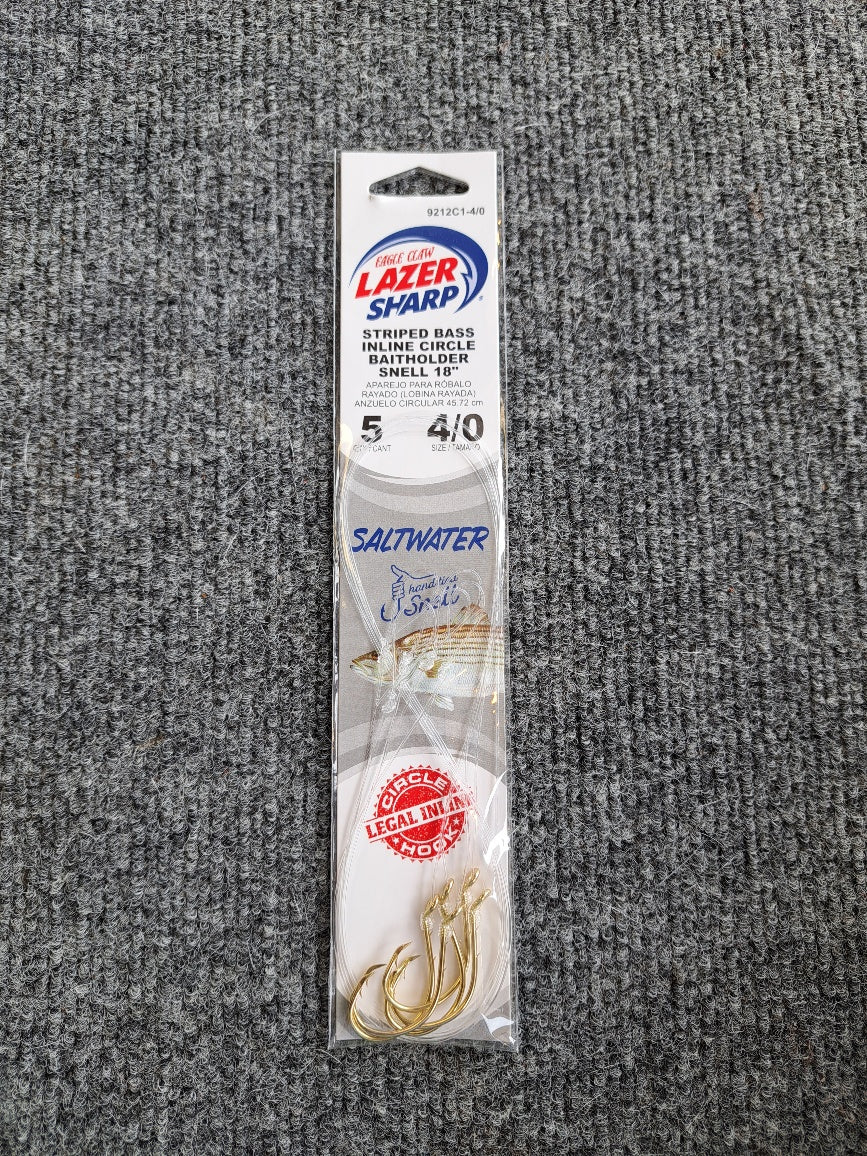 9212C1-4/0
EAGLE CLAW
LAZER
SHARP
STRIPED BASS
INLINE CIRCLE
BAITHOLDER
SNELL 18"
APAREJO PARA RÓBALO
RAYADO (LOBINA RAYADA)
ANZUELO CIRCULAR 45.72 cm
5 4/0
CANT. SIZE / TAMAÑO
SALTWATER
Snell
CIRCLE
LEGAL INLINE
HOOK